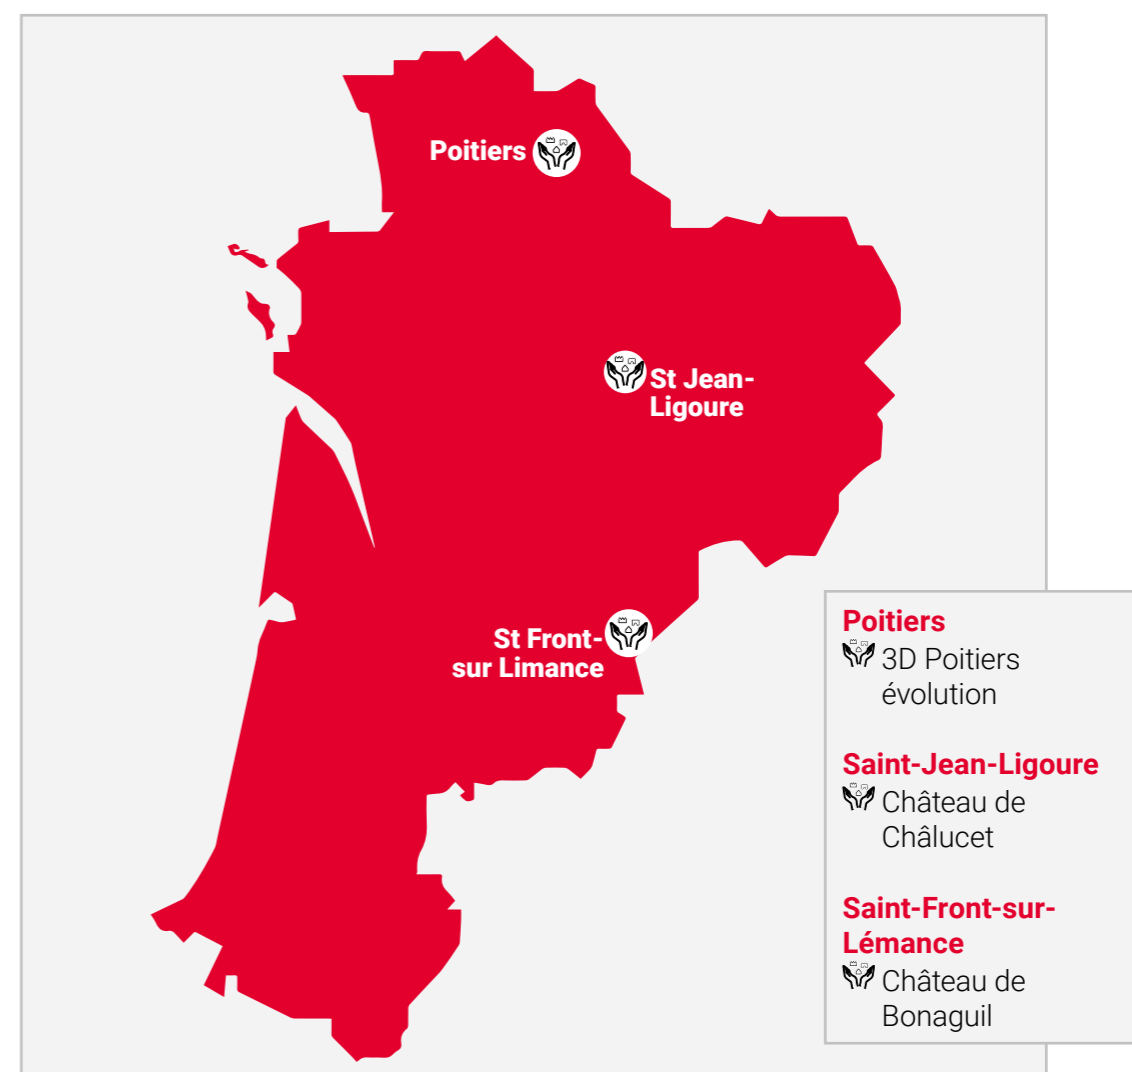 Poitiers
St Jean-
Ligoure
St Front-
sur Limance
Poitiers
3D Poitiers
évolution
Saint-Jean-Ligoure
Château de
Châlucet
Saint-Front-sur-
Lémance
Château de
Bonaguil